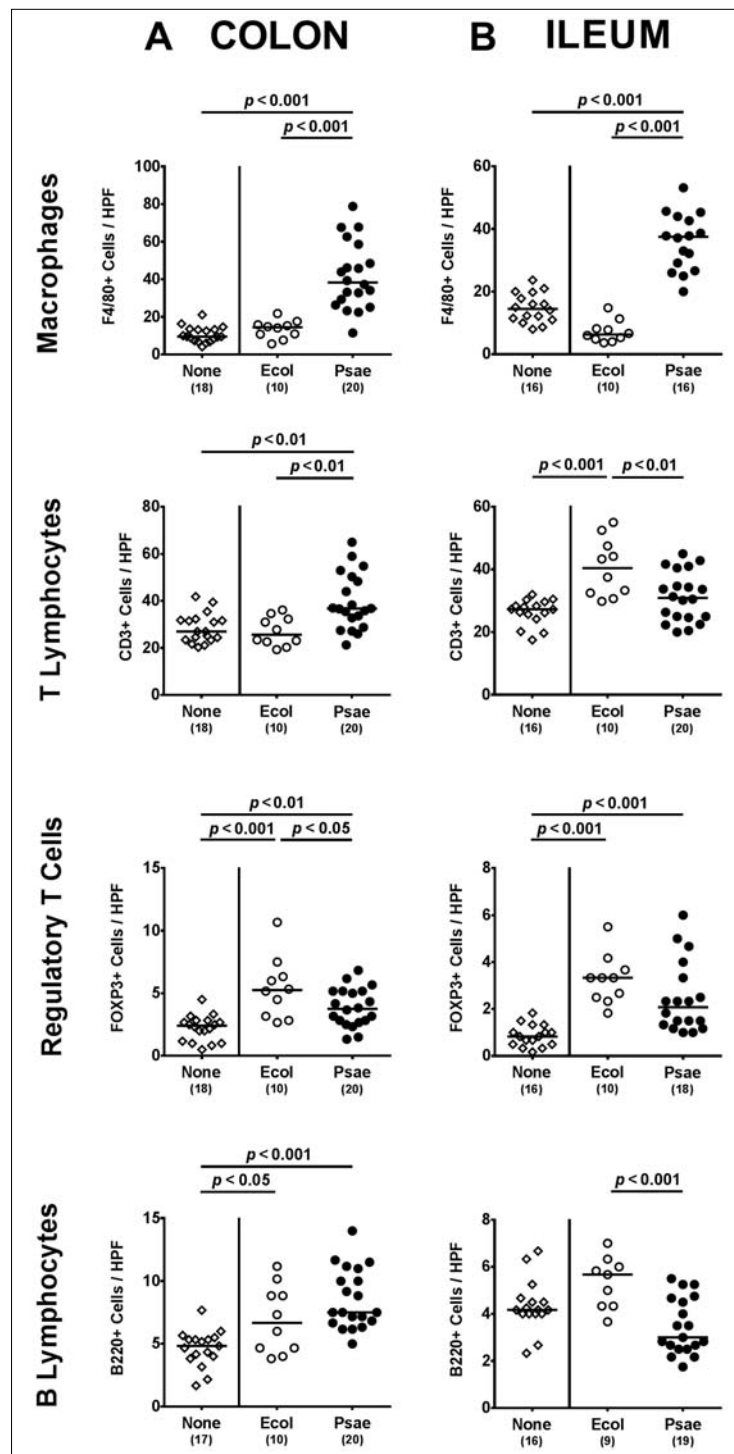 A COLON
B ILEUM
Macrophages
p < 0.001
p < 0.001
F4/80+ Cells / HPF
100
80
60
40
20
0
None
(18)
Ecol
(10)
Psae
(20)
p < 0.001
p < 0.001
F4/80+ Cells / HPF
60
40
20
0
None
(16)
Ecol
(10)
Psae
(16)
T Lymphocytes
p < 0.01
p < 0.01
CD3+ Cells / HPF
80
60
40
20
0
None
(18)
Ecol
(10)
Psae
(20)
p < 0.001 p < 0.01
CD3+ Cells / HPF
60
40
20
0
None
(16)
Ecol
(10)
Psae
(20)
Regulatory T Cells
p < 0.01
p < 0.001 p < 0.05
FOXP3+ Cells / HPF
15
10
5
0
None
(18)
Ecol
(10)
Psae
(20)
p < 0.001
p < 0.001
FOXP3+ Cells / HPF
8
6
4
2
0
None
(16)
Ecol
(10)
Psae
(18)
B Lymphocytes
p < 0.001
p < 0.05
B220+ Cells / HPF
15
10
5
0
None
(17)
Ecol
(10)
Psae
(20)
p < 0.001
B220+ Cells / HPF
8
6
4
2
0
None
(16)
Ecol
(9)
Psae
(19)